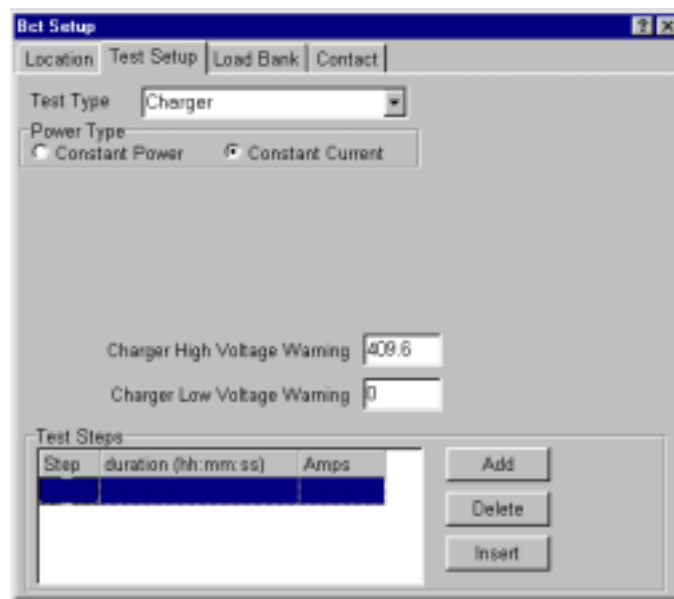 Bct Setup
Location Test Setup Load Bank Contact
Test Type Charger
Power Type
Constant Power Constant Current
Charger High Voltage Warning 409.6
Charger Low Voltage Warning 0
Test Steps
Step duration (hh:mm:ss) Amps
Add
Delete
Insert